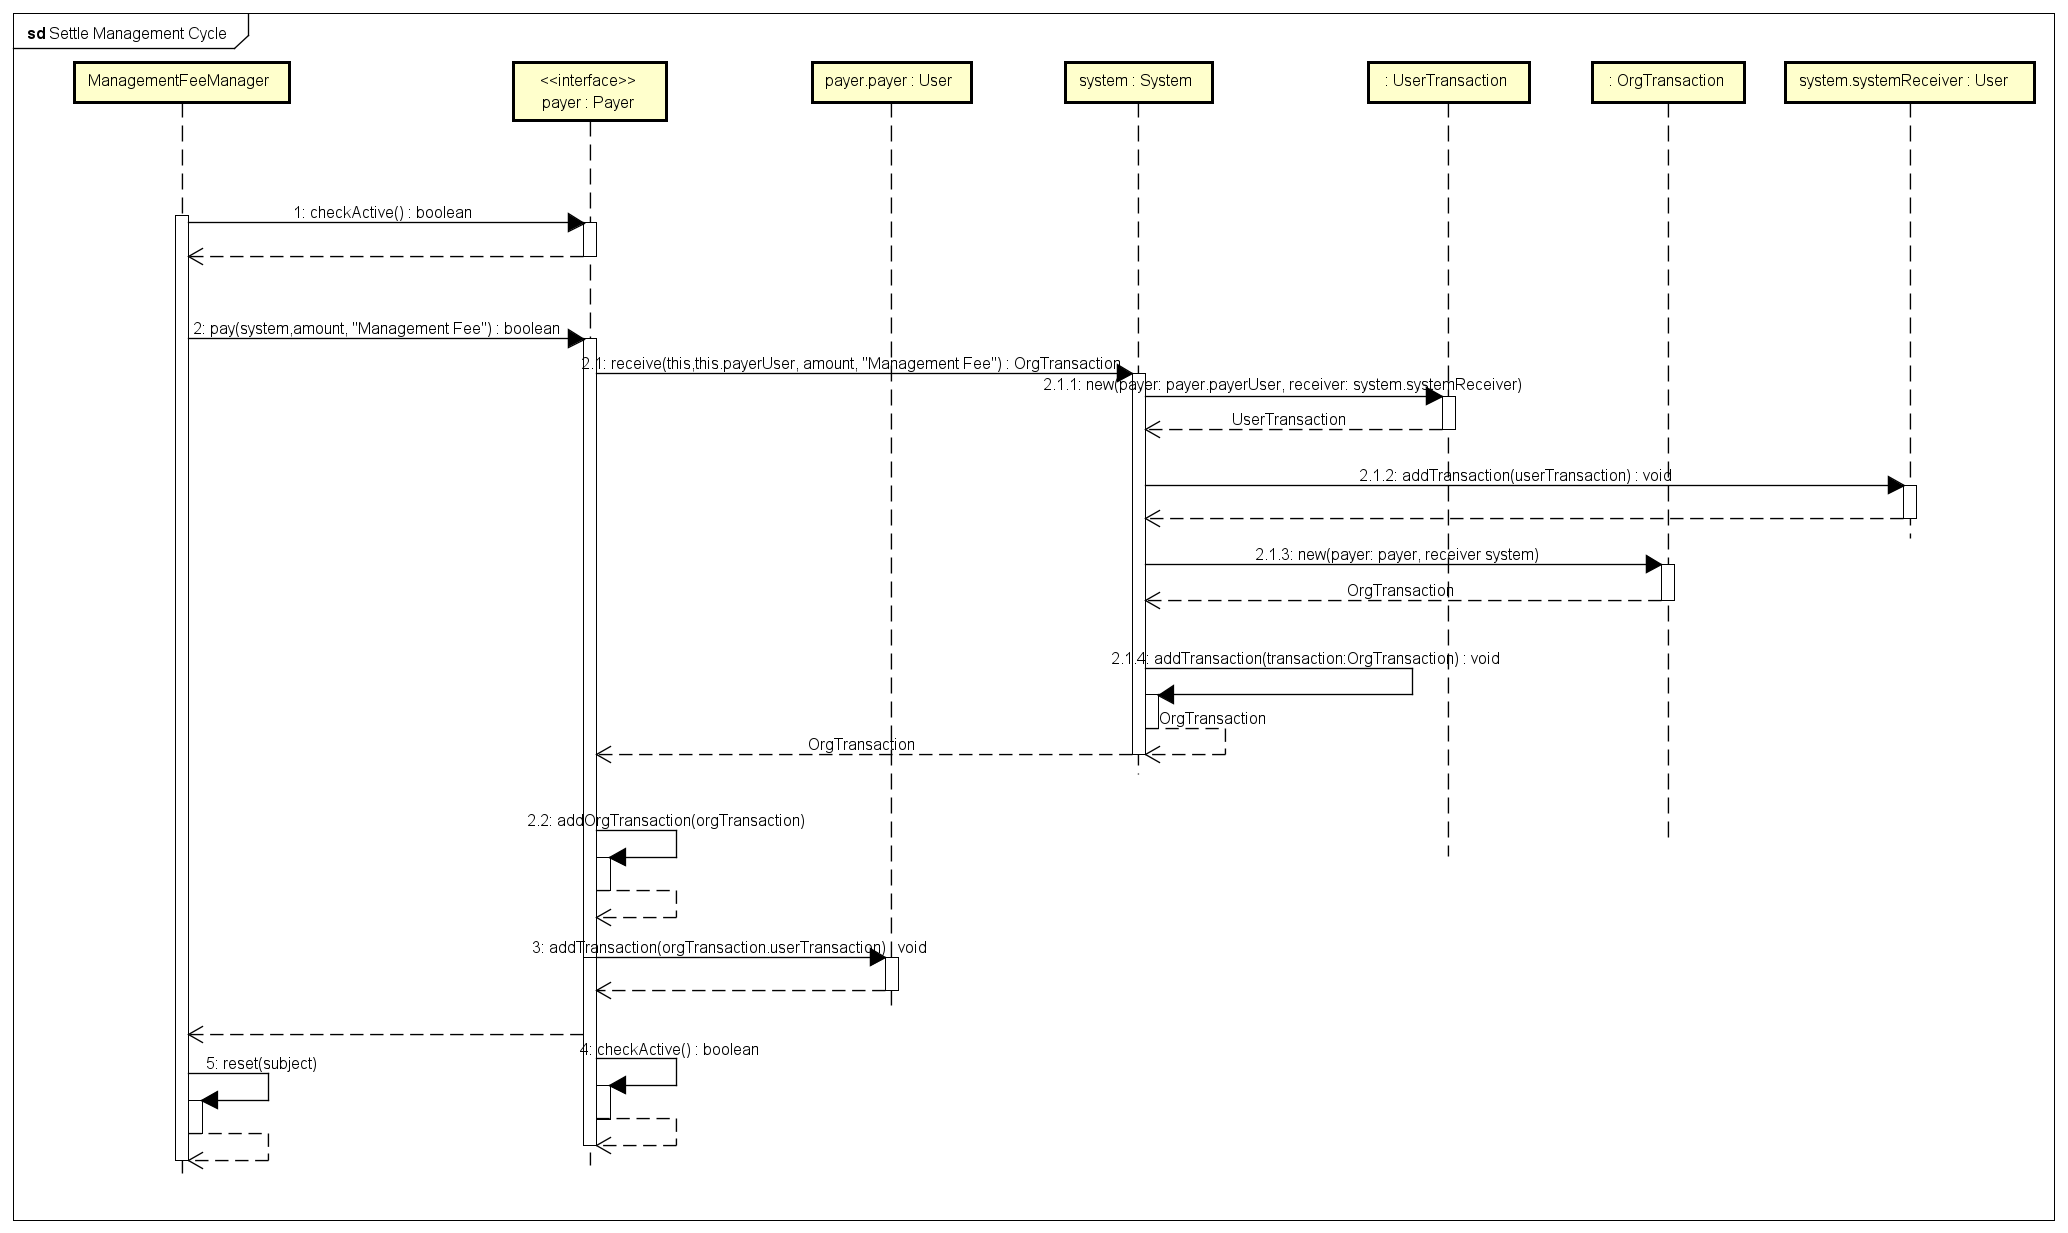 sd Settle Management Cycle
ManagementFeeManager
<<interface>>
payer : Payer
payer.payer : User
system : System
: UserTransaction
: OrgTransaction
system.systemReceiver : User
1: checkActive() : boolean
2: pay(system,amount, "Management Fee") : boolean
2.1: receive(this,this.payerUser, amount, "Management Fee") : OrgTransaction
2.1.1: new(payer: payer.payerUser, receiver: system.systemReceiver)
UserTransaction
2.1.2: addTransaction(userTransaction) : void
2.1.3: new(payer: payer, receiver system)
OrgTransaction
2.1.4: addTransaction(transaction:OrgTransaction) : void
OrgTransaction
OrgTransaction
2.2: addOrgTransaction(orgTransaction)
3: addTransaction(orgTransaction.userTransaction) : void
4: checkActive() : boolean
5: reset(subject)